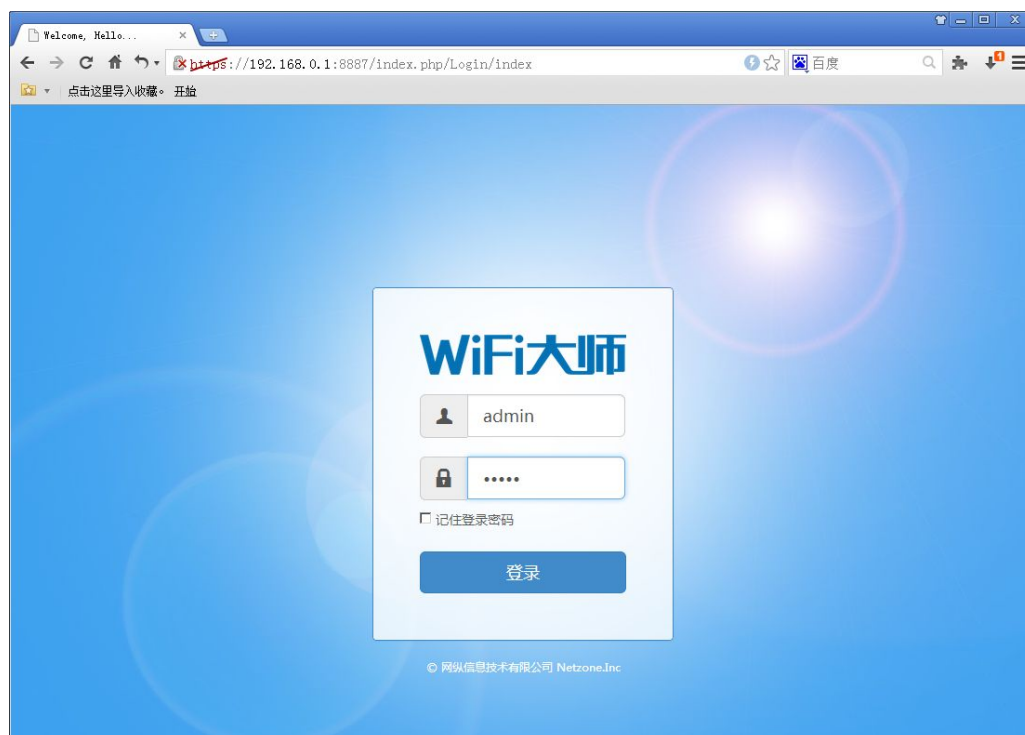 Welcome, Hello...
https://192.168.0.1:8887/index.php/Login/index
百度
1
点击这里导入收藏。 开始
WiFi大师
admin
•••••
记住登录密码
登录
© 网纵信息技术有限公司 Netzone.Inc